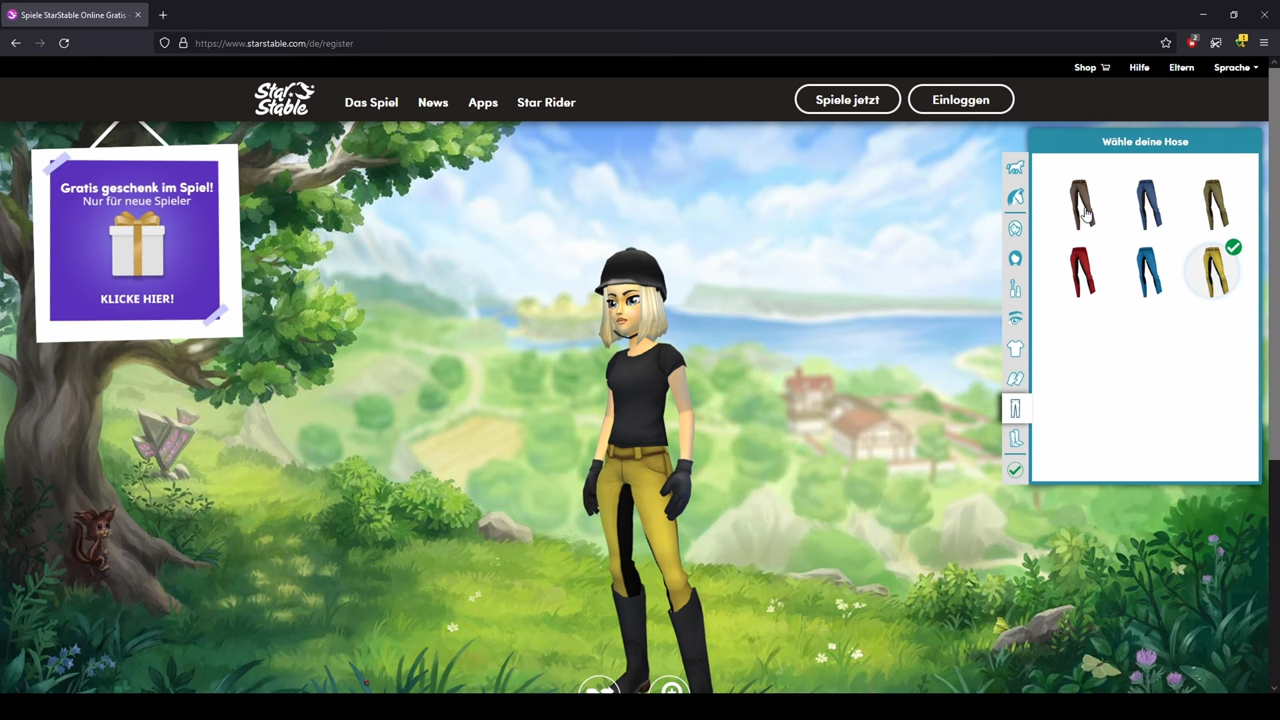 Spiele StarStable Online Gratis -
https://www.starstable.com/de/register
2
1
Shop
Hilfe
Eltern
Sprache
Star
Stable
Das Spiel
News
Apps
Star Rider
Spiele jetzt
Einloggen
Gratis geschenk im Spiel!
Nur für neue Spieler
KLICKE HIER!
Wähle deine Hose